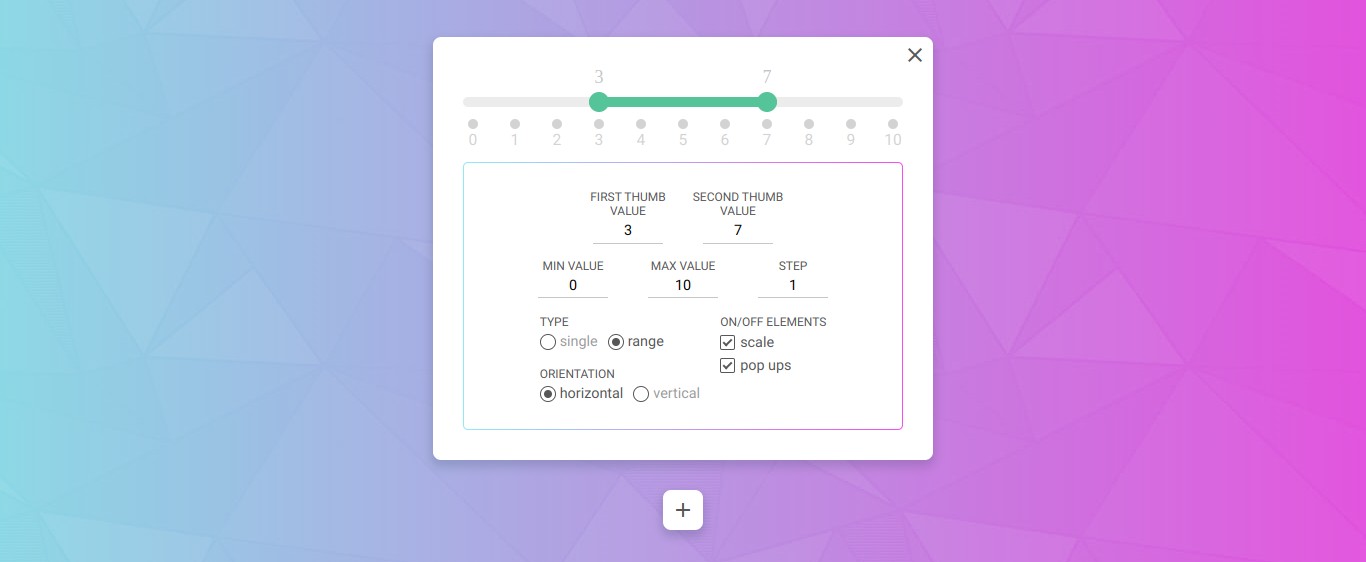 3 7
0 1 2 3 4 5 6 7 8 9 10
FIRST THUMB
VALUE
3
SECOND THUMB
VALUE
7
MIN VALUE
0
MAX VALUE
10
STEP
1
TYPE
single range
ORIENTATION
horizontal vertical
ON/OFF ELEMENTS
scale
pop ups